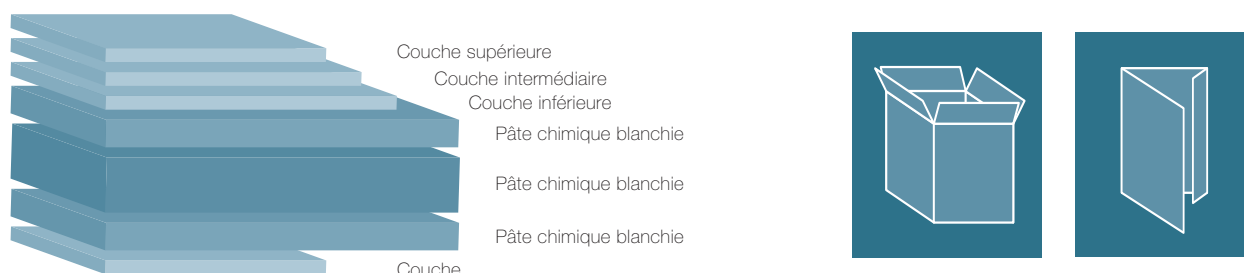 Couche supérieure
Couche intermédiaire
Couche inférieure
Pâte chimique blanchie
Pâte chimique blanchie
Pâte chimique blanchie
Couche